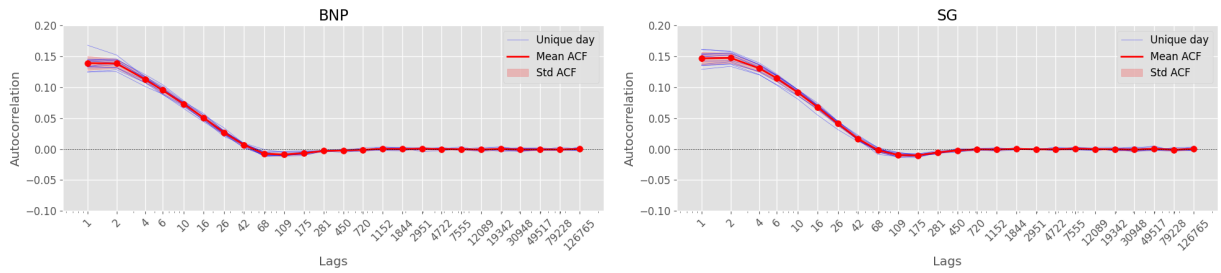 BNP
0.20
0.15
0.10
0.05
0.00
−0.05
−0.10
Autocorrelation
Unique day
Mean ACF
Std ACF
1 2 4 6 10 16 26 42 68 109 175 281 450 720 1152 1844 2951 4722 7555 12089 19342 30948 49517 79228 126765
Lags
SG
0.20
0.15
0.10
0.05
0.00
−0.05
−0.10
Autocorrelation
Unique day
Mean ACF
Std ACF
1 2 4 6 10 16 26 42 68 109 175 281 450 720 1152 1844 2951 4722 7555 12089 19342 30948 49517 79228 126765
Lags